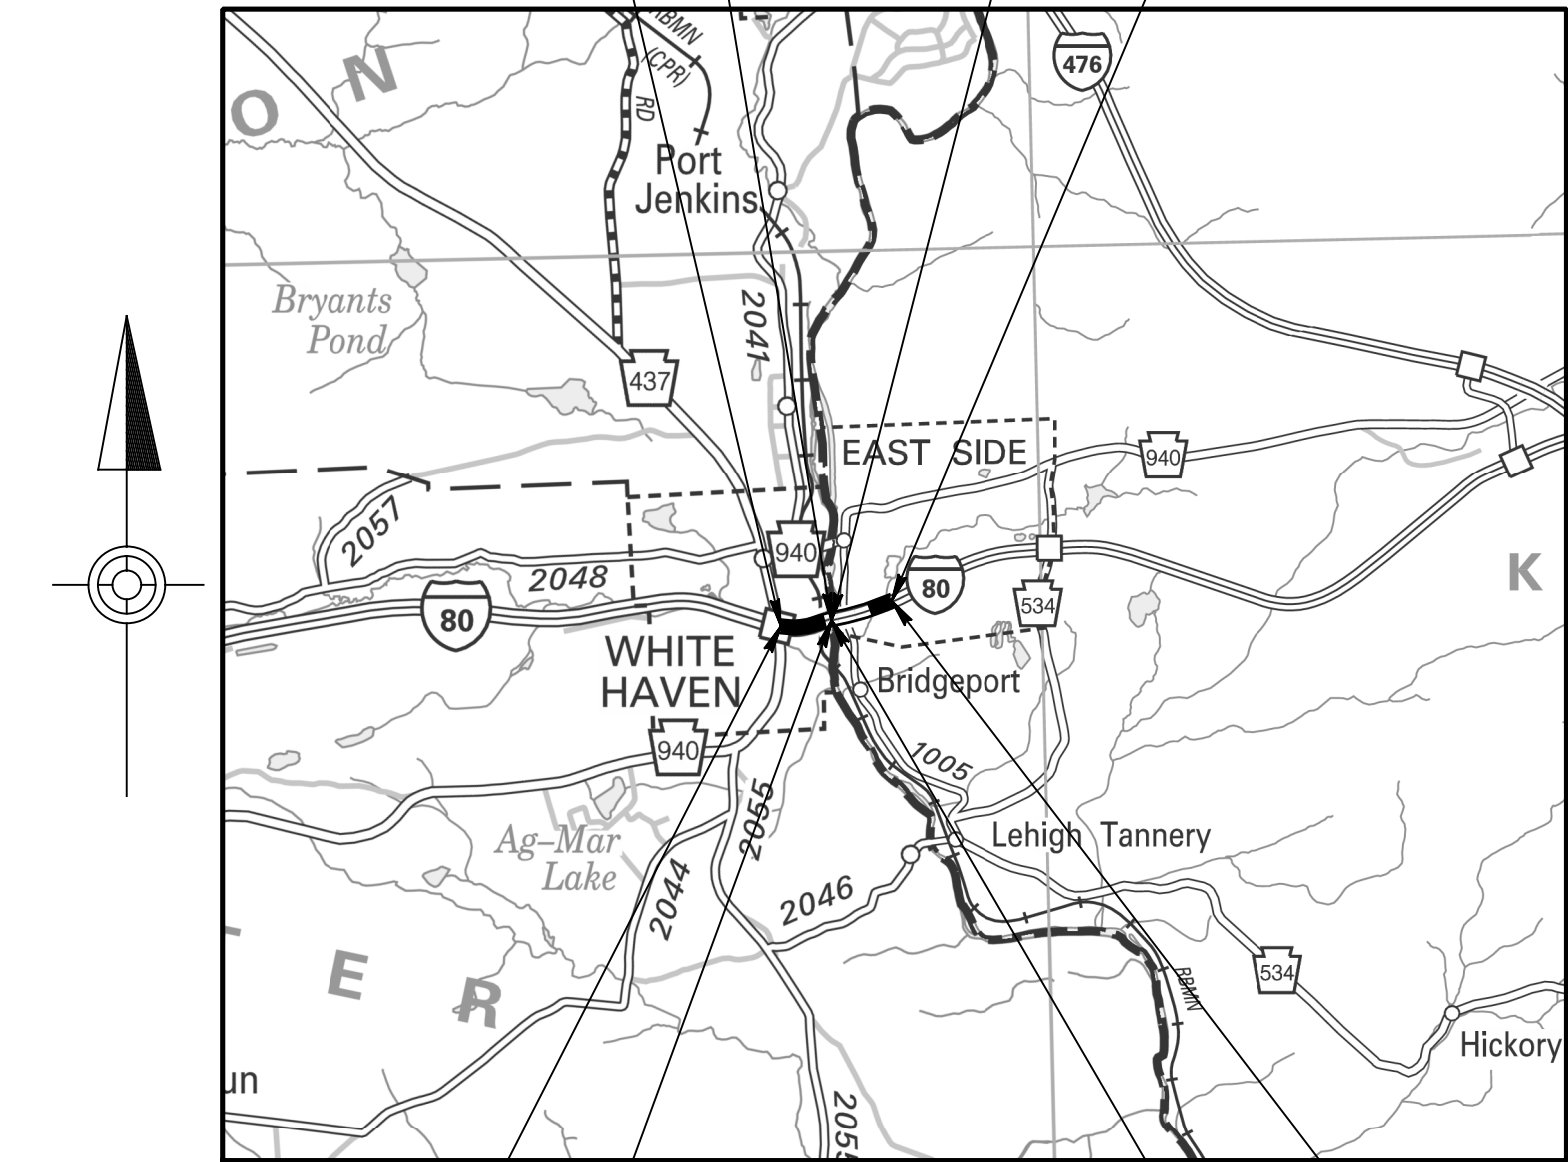 O
N
RBMN
(CPR)
RD
476
Port
Jenkins
Bryants
Pond
2041
437
EAST SIDE
940
2057
940
2048
80
80
534
K
WHITE
HAVEN
Bridgeport
940
1005
2055
Ag-Mar
Lake
Lehigh Tannery
2044
2046
E
R
RBMN
534
Hickory
un
2055